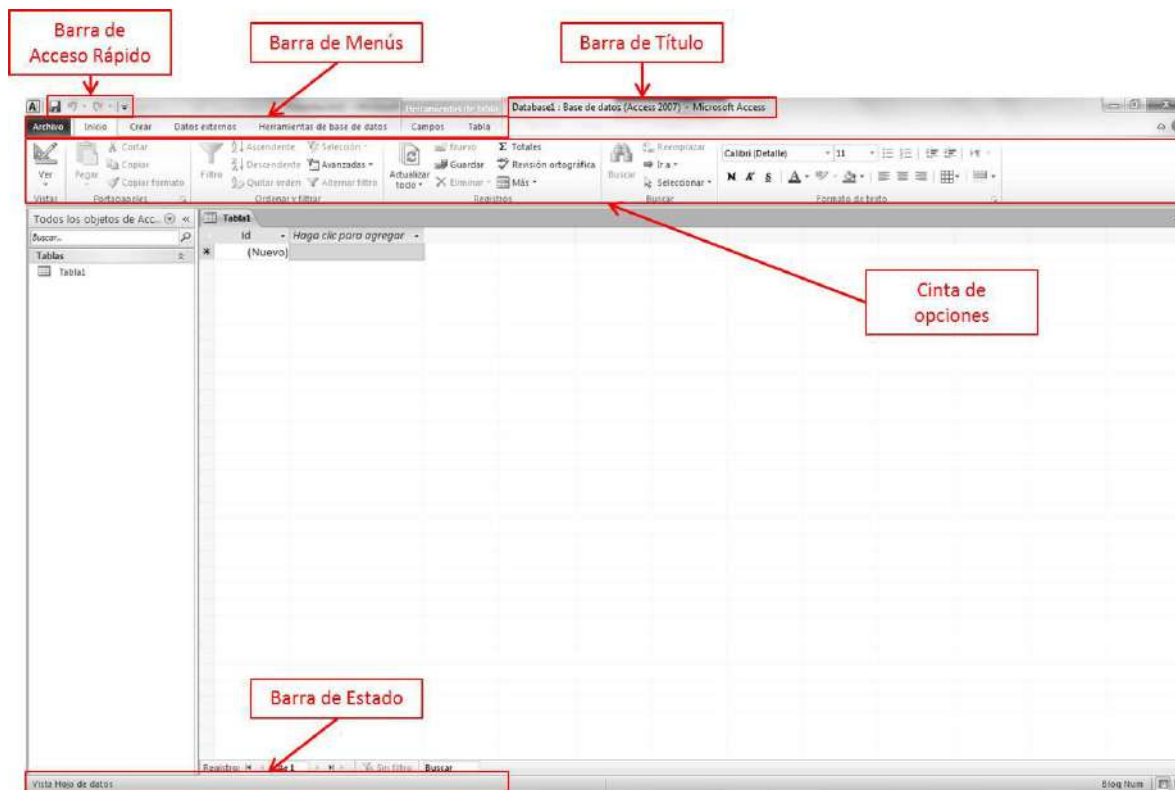 Barra de
Acceso Rápido
Barra de Menús
Barra de Título
Herramientas de tabla
Database1 : Base de datos (Access 2007) - Microsoft Access
Archivo Inicio Crear Datos externos Herramientas de base de datos Campos Tabla
Ver
Vistas
Pegar
Cortar
Copiar
Copiar formato
Portapapeles
Filtro
Ascendente
Descendente
Quitar orden
Selección
Avanzadas
Alternar filtro
Ordenar y filtrar
Actualizar
todo
Nuevo
Guardar
Eliminar
Σ Totales
Revisión ortográfica
Más
Registros
Buscar
Reemplazar
Ir a
Seleccionar
Buscar
Calibri (Detalle) 11
N K S A
Formato de texto
Todos los objetos de Acc...
Buscar...
Tablas
Tabla1
Tabla1
Id Haga clic para agregar
* (Nuevo)
Cinta de
opciones
Barra de Estado
Registro: Sin filtro Buscar
Vista Hoja de datos Bloq Num